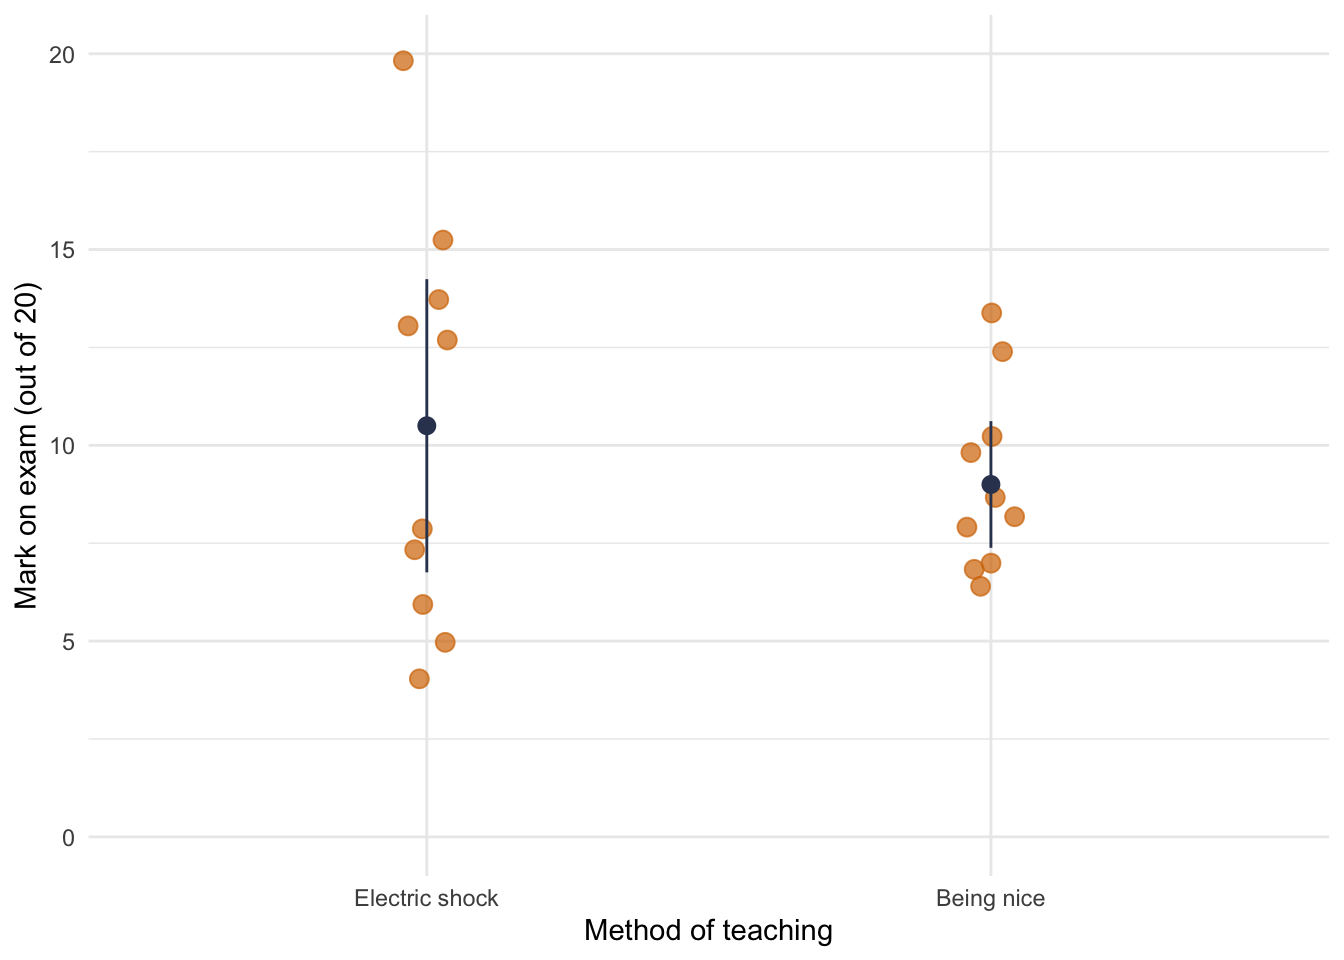 20
15
10
5
0
Mark on exam (out of 20)
Electric shock
Being nice
Method of teaching